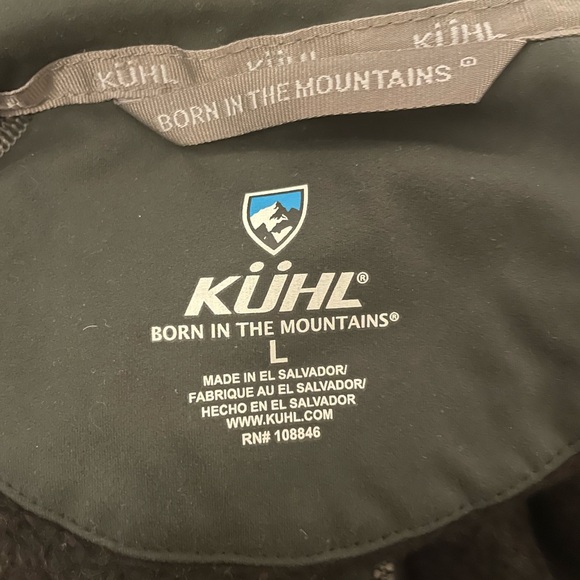 KÜHL KÜHL KÜHL
BORN IN THE MOUNTAINS®
KÜHL®
BORN IN THE MOUNTAINS®
L
MADE IN EL SALVADOR/
FABRIQUE AU EL SALVADOR/
HECHO EN EL SALVADOR
WWW.KUHL.COM
RN# 108846